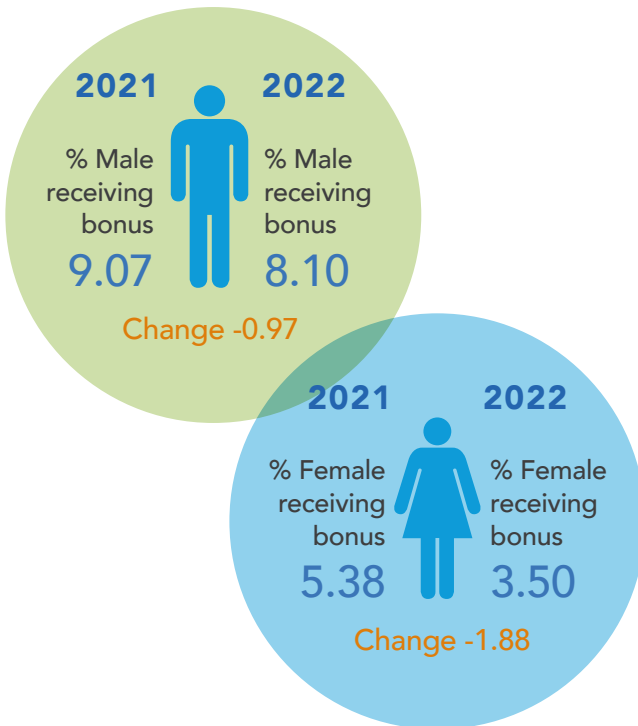 2021 2022
% Male
receiving
bonus
9.07
% Male
receiving
bonus
8.10
Change -0.97
2021 2022
% Female
receiving
bonus
5.38
% Female
receiving
bonus
3.50
Change -1.88